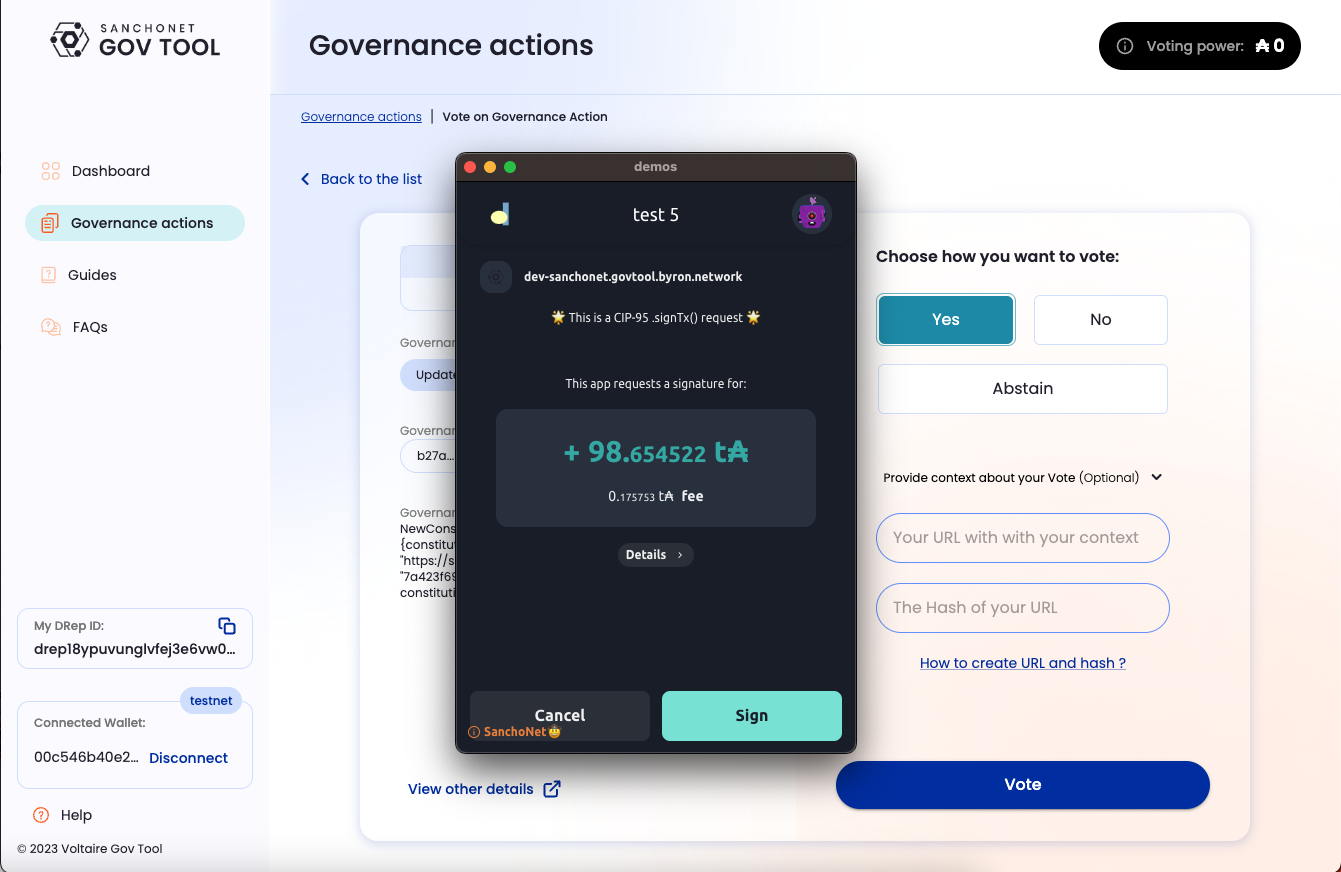 SANCHONET
GOV TOOL
Governance actions
Voting power: ₳ 0
Governance actions | Vote on Governance Action
Dashboard
Governance actions
Guides
FAQs
Back to the list
demos
test 5
dev-sanchonet.govtool.byron.network
🌟 This is a CIP-95 .signTx() request 🌟
This app requests a signature for:
+ 98.654522 t₳
0.175753 t₳ fee
Details ›
Cancel
Sign
SanchoNet🤠
Governan
Update
Governan
b27a...
Governan
NewCons
{constitut
"https://s
"7a423f69
constituti
View other details
Choose how you want to vote:
Yes
No
Abstain
Provide context about your Vote (Optional)
Your URL with with your context
The Hash of your URL
How to create URL and hash ?
Vote
My DRep ID:
drep18ypuvunglvfej3e6vw0...
testnet
Connected Wallet:
00c546b40e2... Disconnect
Help
© 2023 Voltaire Gov Tool